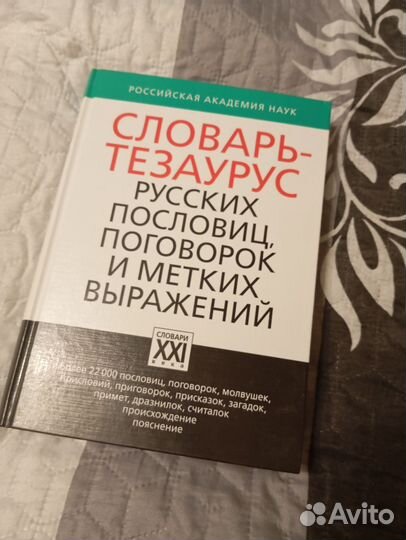 РОССИЙСКАЯ АКАДЕМИЯ НАУК
СЛОВАРЬ-
ТЕЗАУРУС
РУССКИХ
ПОСЛОВИЦ,
ПОГОВОРОК
И МЕТКИХ
ВЫРАЖЕНИЙ
СЛОВАРИ
XXI
века
более 22 000 пословиц, поговорок, молвушек,
присловий, приговорок, присказок, загадок,
примет, дразнилок, считалок
происхождение
пояснение
Avito